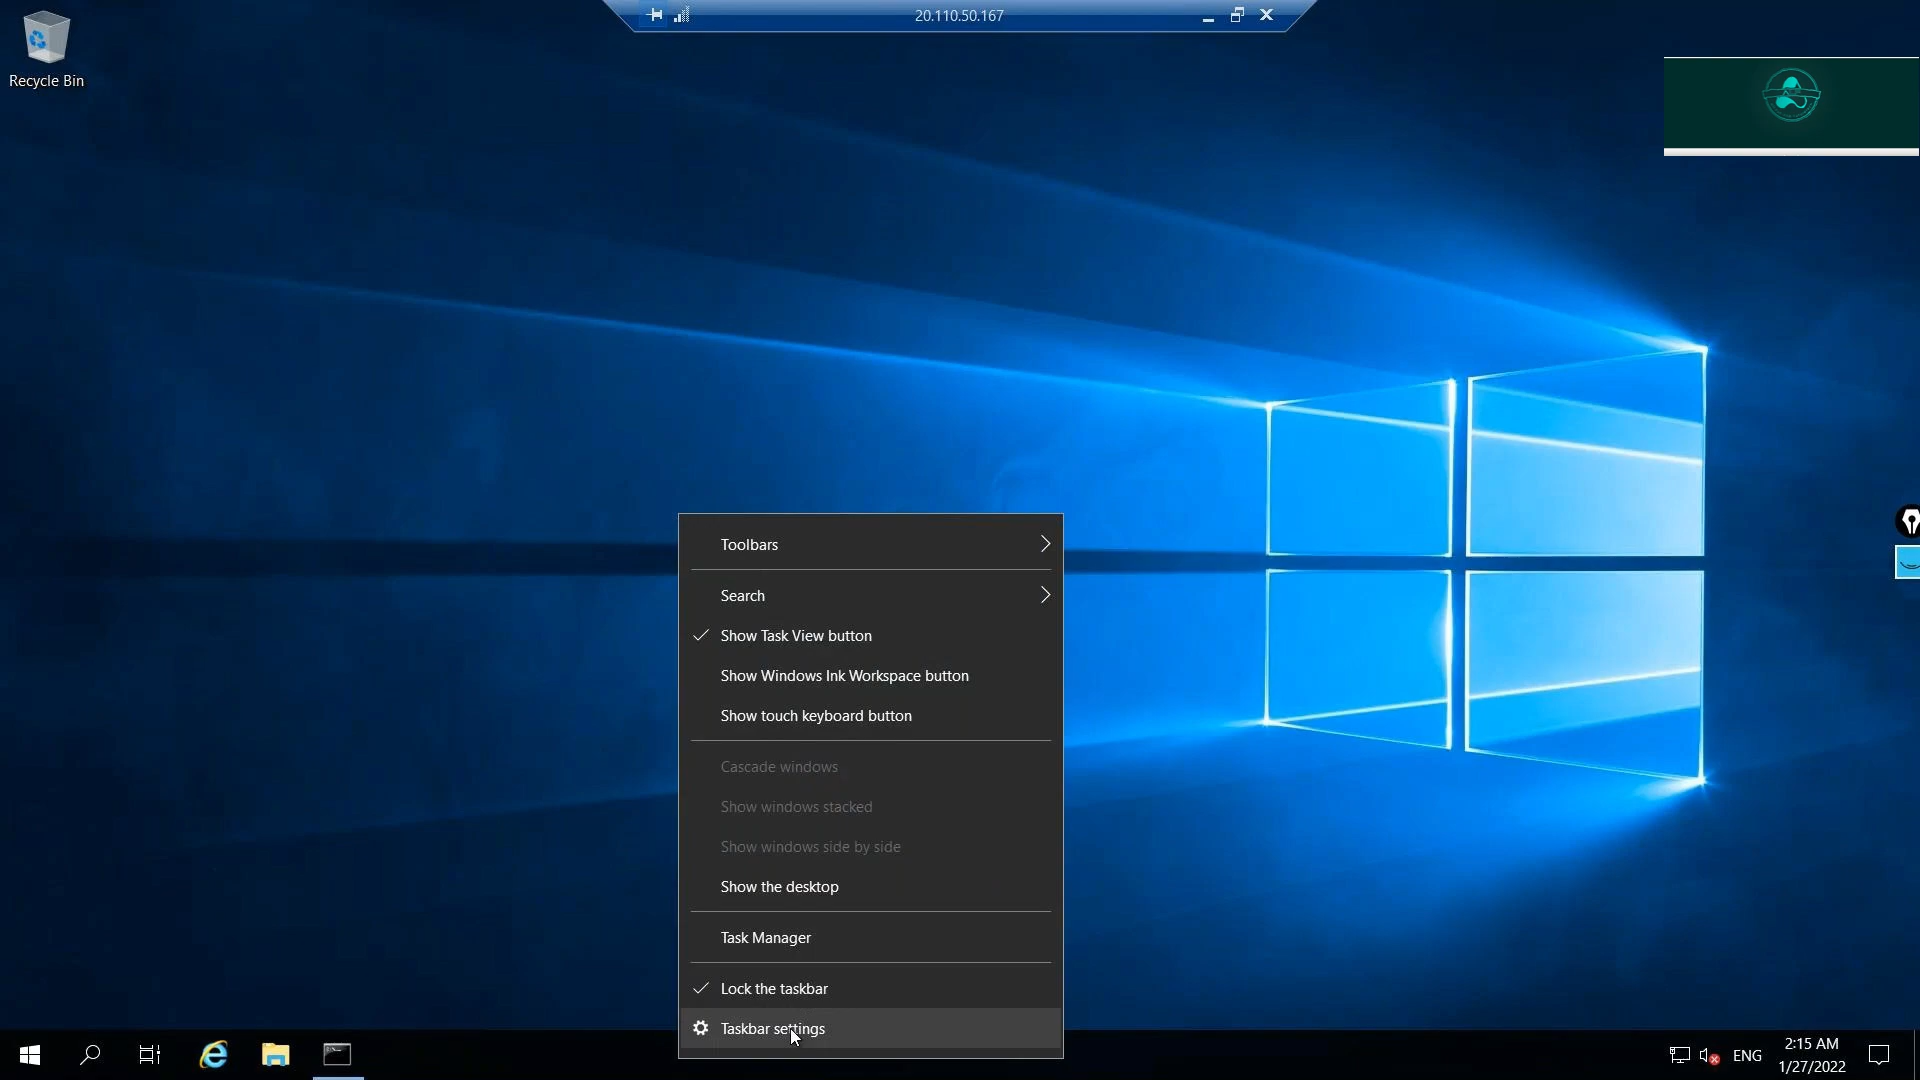 20.110.50.167
Recycle Bin
Toolbars
Search
Show Task View button
Show Windows Ink Workspace button
Show touch keyboard button
Cascade windows
Show windows stacked
Show windows side by side
Show the desktop
Task Manager
Lock the taskbar
Taskbar settings
ENG
2:15 AM
1/27/2022